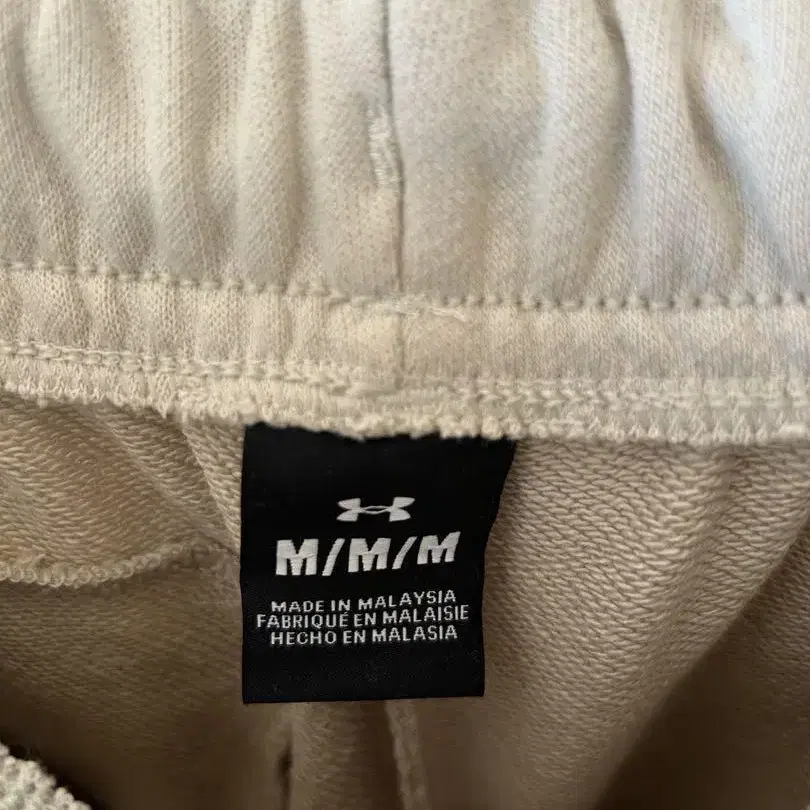 M/M/M
MADE IN MALAYSIA
FABRIQUÉ EN MALAISIE
HECHO EN MALASIA